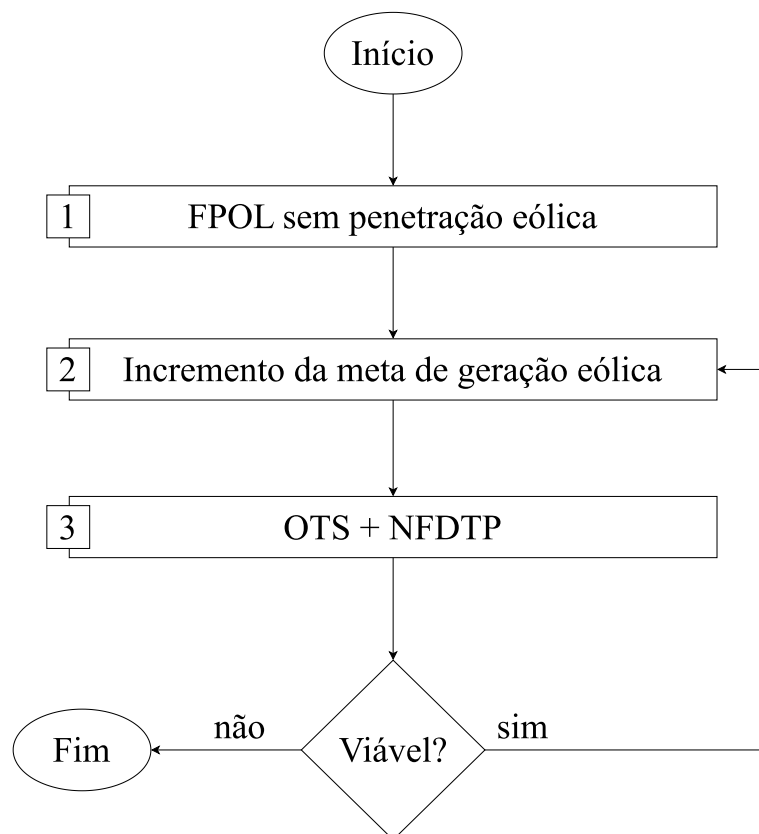 Início
1
FPOL sem penetração eólica
2
Incremento da meta de geração eólica
3
OTS + NFDTP
não
sim
Fim
Viável?